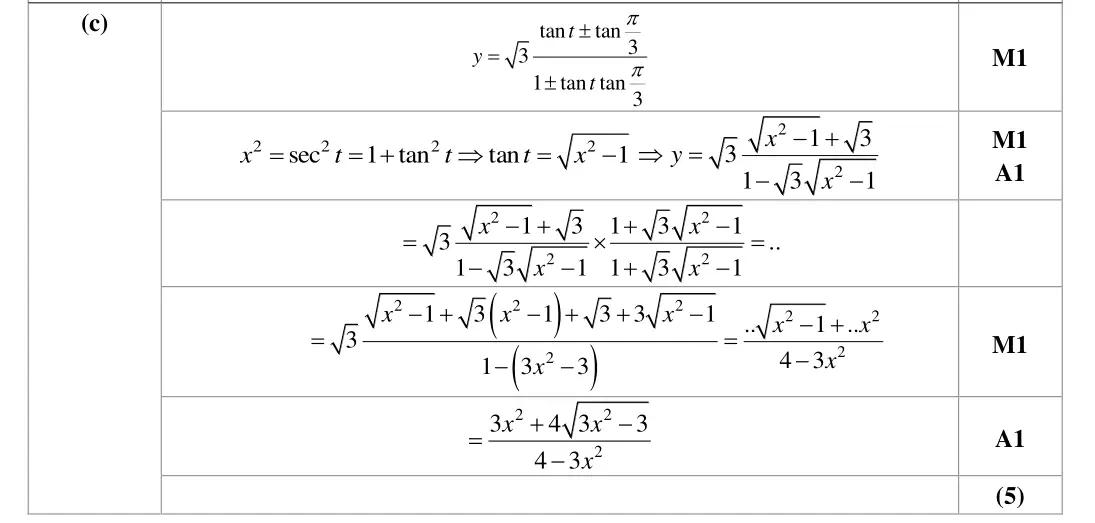 (c)
y = √3 (tan t ± tan π/3)/(1 ± tan t tan π/3) M1
x² = sec² t = 1 + tan² t ⇒ tan t = √(x² − 1) ⇒ y = √3 (√(x² − 1) + √3)/(1 − √3√(x² − 1)) M1 A1
= √3 (√(x² − 1) + √3)/(1 − √3√(x² − 1)) × (1 + √3√(x² − 1))/(1 + √3√(x² − 1)) = ..
= √3 (√(x² − 1) + √3(x² − 1) + √3 + 3√(x² − 1))/(1 − (3x² − 3)) = (..√(x² − 1) + ..x²)/(4 − 3x²) M1
= (3x² + 4√(3x² − 3))/(4 − 3x²) A1
(5)